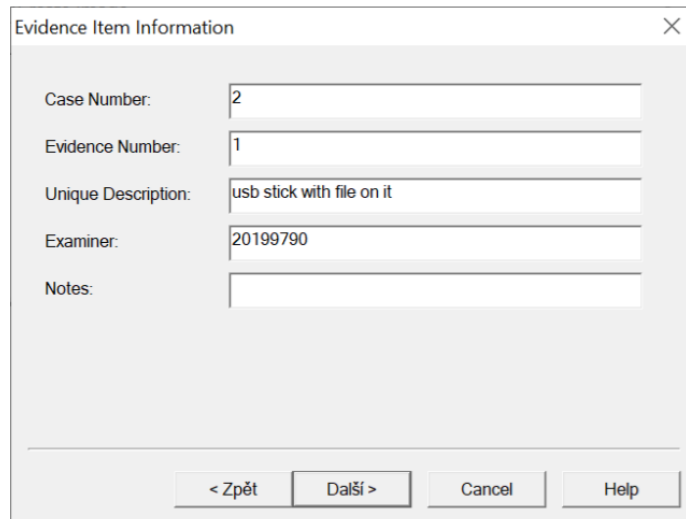 Evidence Item Information
Case Number: 2
Evidence Number: 1
Unique Description: usb stick with file on it
Examiner: 20199790
Notes:
< Zpět Další > Cancel Help